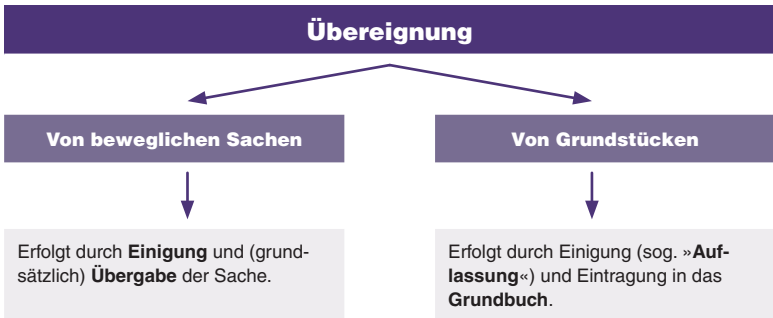 Übereignung
Von beweglichen Sachen
Von Grundstücken
Erfolgt durch Einigung und (grund-
sätzlich) Übergabe der Sache.
Erfolgt durch Einigung (sog. »Auf-
lassung«) und Eintragung in das
Grundbuch.